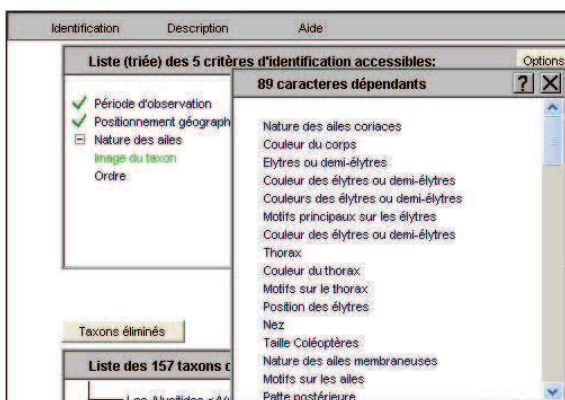 Identification Description Aide
Liste (triée) des 5 critères d'identification accessibles: Options
Période d'observation
Positionnement géograph
Nature des ailes
Image du taxon
Ordre
89 caracteres dépendants
Nature des ailes coriaces
Couleur du corps
Elytres ou demi-élytres
Couleur des élytres ou demi-élytres
Couleurs des élytres ou demi-élytres
Motifs principaux sur les élytres
Couleur des élytres ou demi-élytres
Thorax
Couleur du thorax
Motifs sur le thorax
Position des élytres
Nez
Taille Coléoptères
Nature des ailes membraneuses
Motifs sur les ailes
Patte postérieure
Taxons éliminés
Liste des 157 taxons